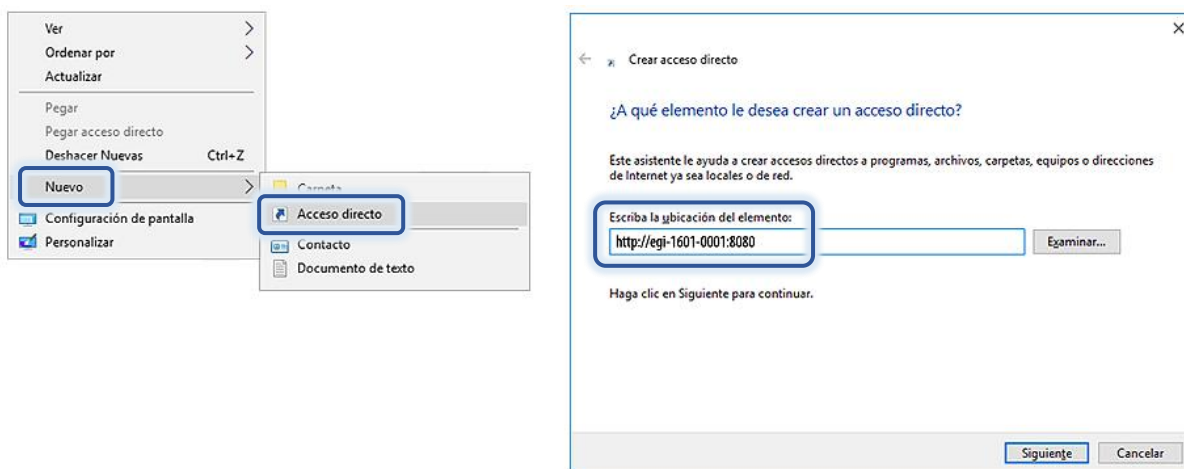 Ver
Ordenar por
Actualizar
Pegar
Pegar acceso directo
Deshacer Nuevas Ctrl+Z
Nuevo
Configuración de pantalla
Personalizar
Carpeta
Acceso directo
Contacto
Documento de texto
Crear acceso directo
¿A qué elemento le desea crear un acceso directo?
Este asistente le ayuda a crear accesos directos a programas, archivos, carpetas, equipos o direcciones
de Internet ya sea locales o de red.
Escriba la ubicación del elemento:
http://egi-1601-0001:8080
Examinar...
Haga clic en Siguiente para continuar.
Siguiente Cancelar